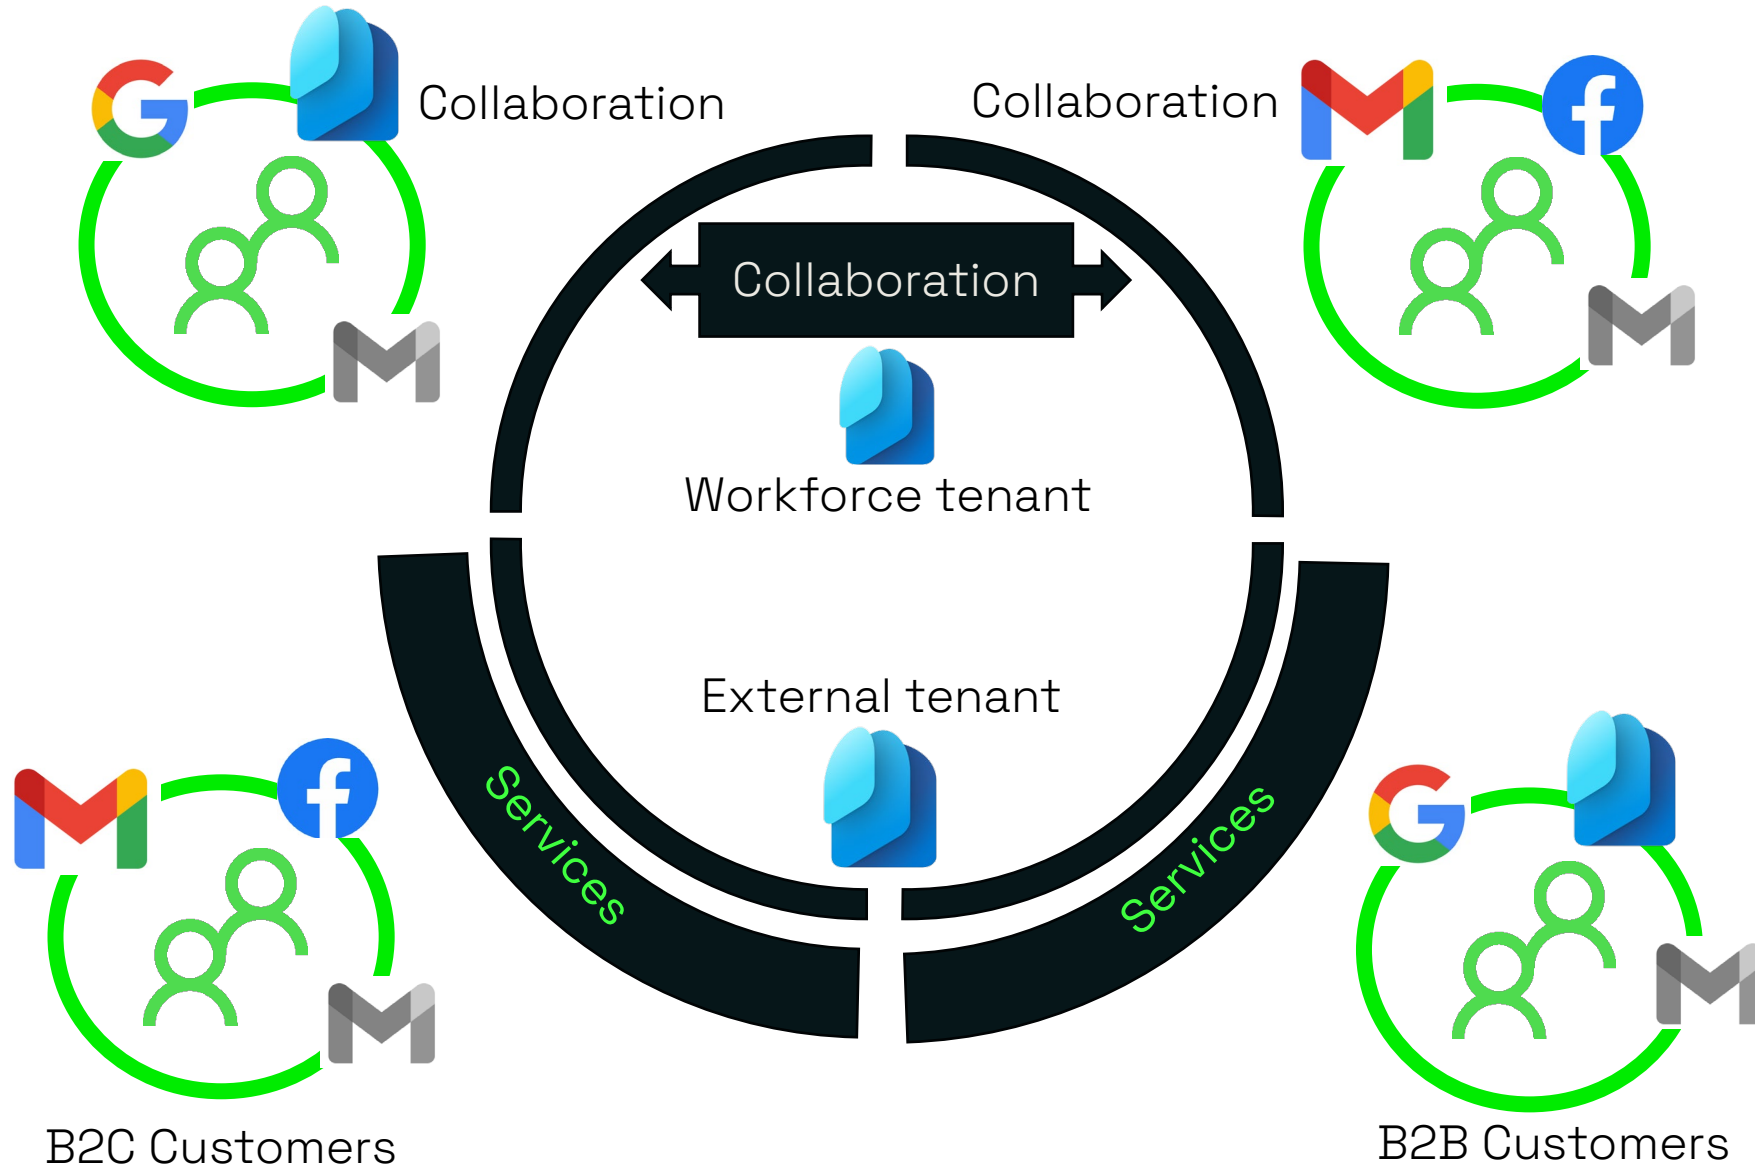 Collaboration
Collaboration
Collaboration
Workforce tenant
External tenant
Services
Services
B2C Customers
B2B Customers